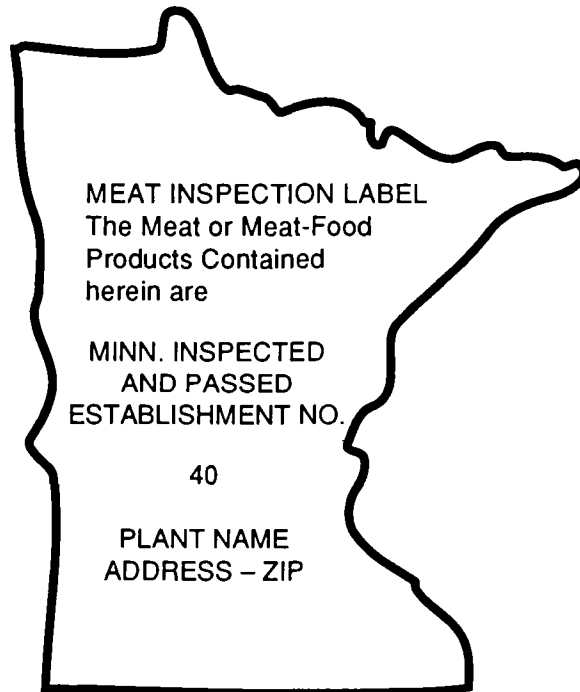 MEAT INSPECTION LABEL
The Meat or Meat-Food
Products Contained
herein are
MINN. INSPECTED
AND PASSED
ESTABLISHMENT NO.
40
PLANT NAME
ADDRESS – ZIP